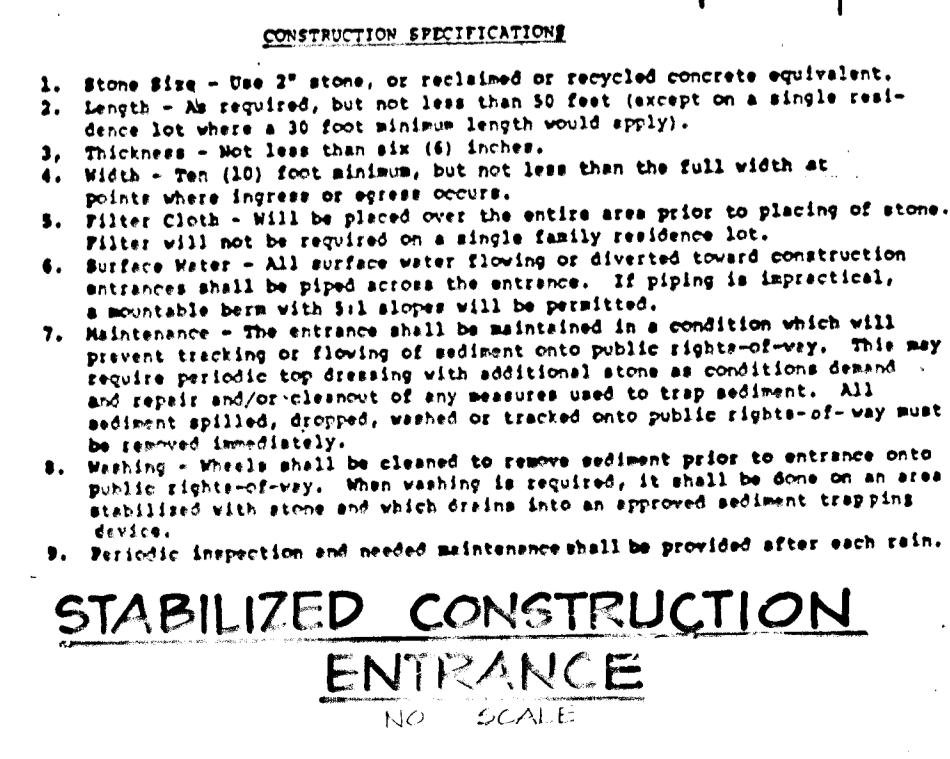 CONSTRUCTION SPECIFICATIONS
1. Stone Size - Use 2" stone, or reclaimed or recycled concrete equivalent.
2. Length - As required, but not less than 50 feet (except on a single resi-
dence lot where a 30 foot minimum length would apply).
3, Thickness - Not less than six (6) inches.
4. Width - Ten (10) foot minimum, but not less than the full width at
points where ingress or egress occurs.
5. Filter Cloth - Will be placed over the entire area prior to placing of stone.
Filter will not be required on a single family residence lot.
6. Surface Water - All surface water flowing or diverted toward construction
entrances shall be piped across the entrance. If piping is impractical,
a mountable berm with 5:1 slopes will be permitted.
7. Maintenance - The entrance shall be maintained in a condition which will
prevent tracking or flowing of sediment onto public rights-of-way. This may
require periodic top dressing with additional stone as conditions demand
and repair and/or cleanout of any measures used to trap sediment. All
sediment spilled, dropped, washed or tracked onto public rights-of-way must
be removed immediately.
8. Washing - Wheels shall be cleaned to remove sediment prior to entrance onto
public rights-of-way. When washing is required, it shall be done on an area
stabilized with stone and which drains into an approved sediment trapping
device.
9. Periodic inspection and needed maintenance shall be provided after each rain.
STABILIZED CONSTRUCTION
ENTRANCE
NO SCALE